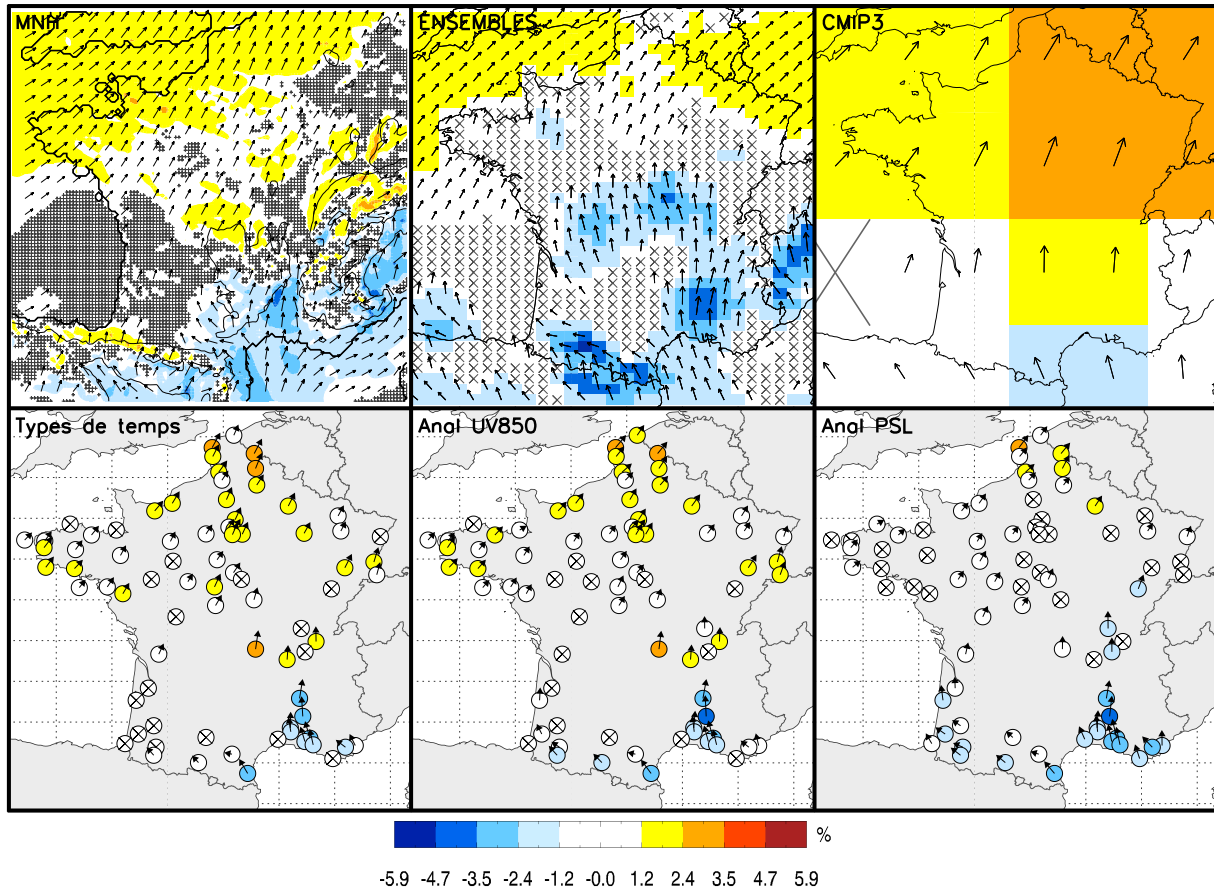 MNH
ENSEMBLES
CMIP3
Types de temps
Anal UV850
Anal PSL
%
-5.9 -4.7 -3.5 -2.4 -1.2 -0.0 1.2 2.4 3.5 4.7 5.9